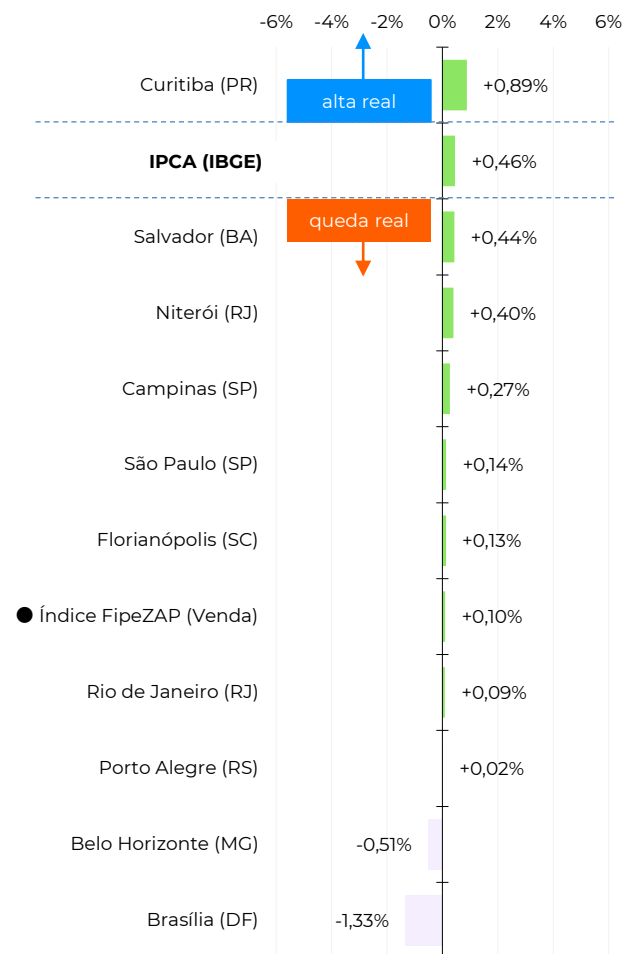 -6% -4% -2% 0% 2% 4% 6%
Curitiba (PR) +0,89%
alta real
IPCA (IBGE) +0,46%
queda real
Salvador (BA) +0,44%
Niterói (RJ) +0,40%
Campinas (SP) +0,27%
São Paulo (SP) +0,14%
Florianópolis (SC) +0,13%
Índice FipeZAP (Venda) +0,10%
Rio de Janeiro (RJ) +0,09%
Porto Alegre (RS) +0,02%
Belo Horizonte (MG) -0,51%
Brasília (DF) -1,33%